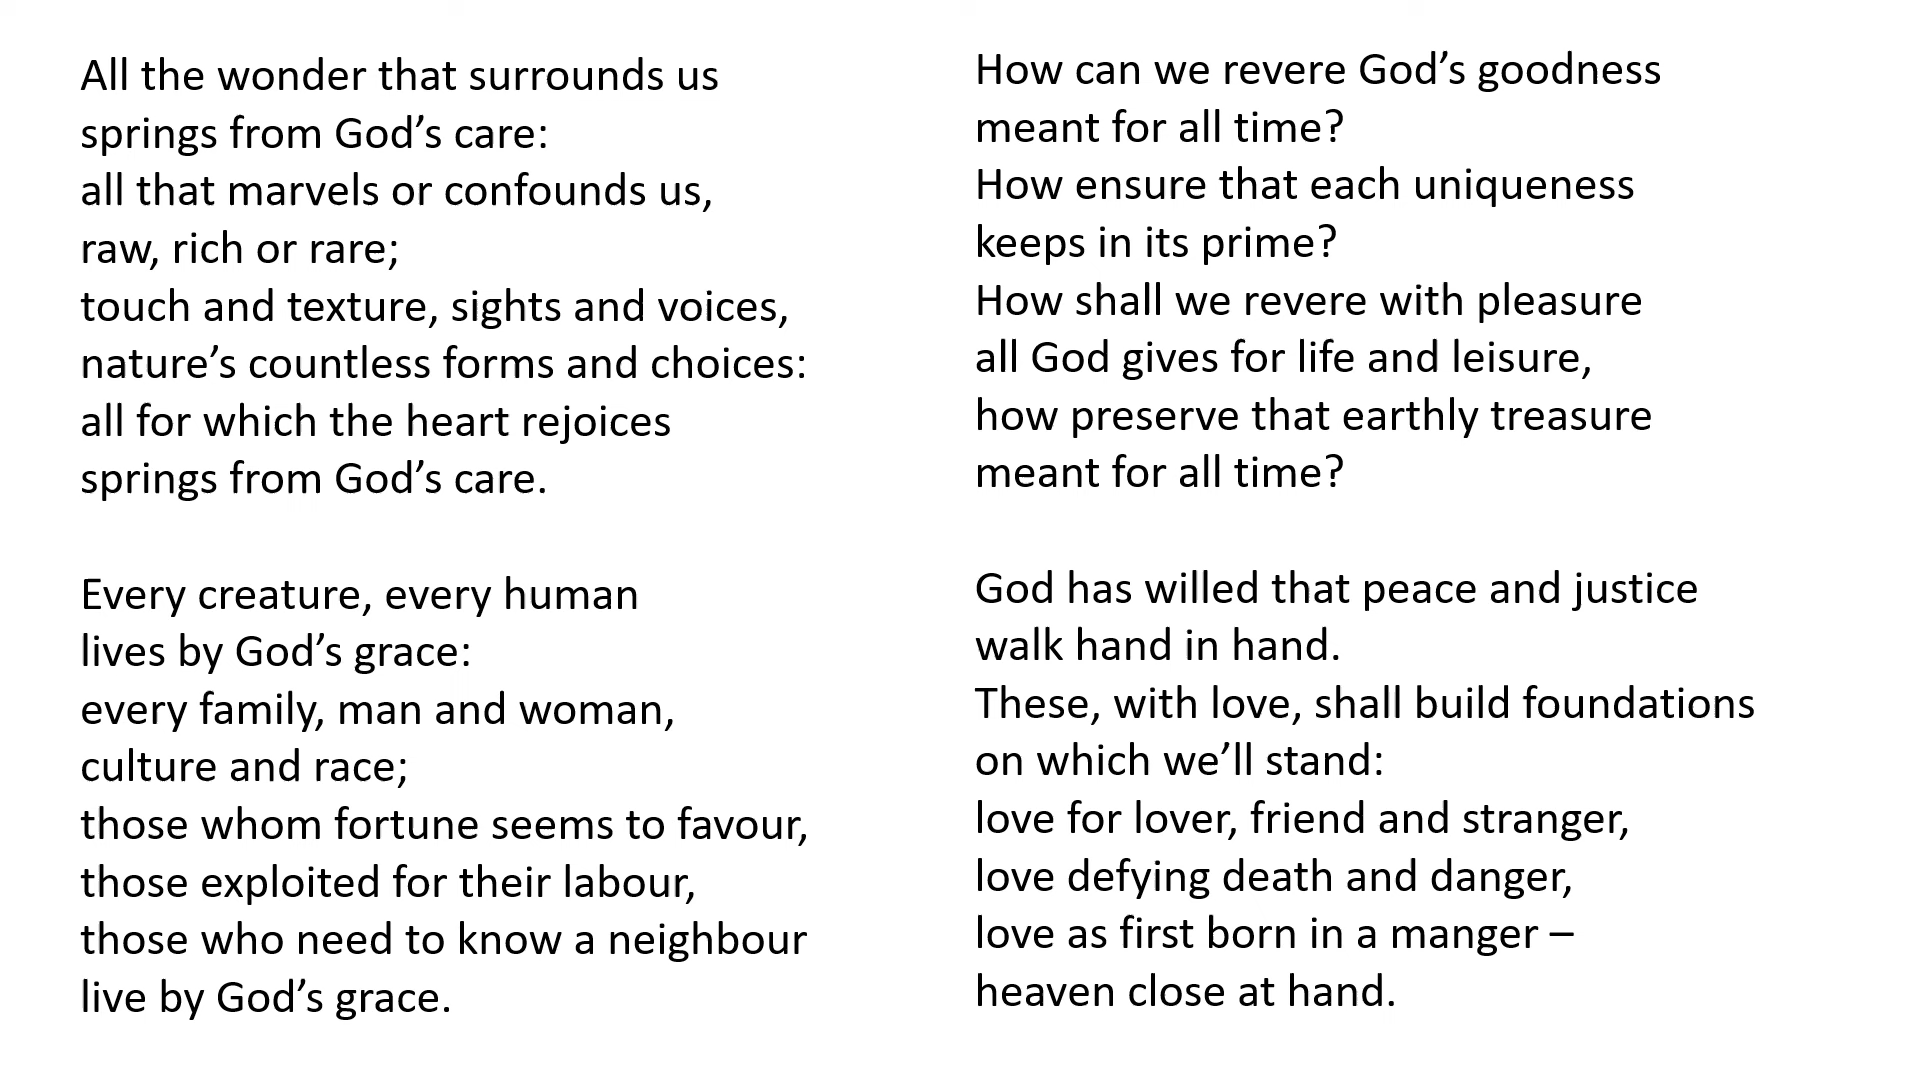 All the wonder that surrounds us
springs from God’s care:
all that marvels or confounds us,
raw, rich or rare;
touch and texture, sights and voices,
nature’s countless forms and choices:
all for which the heart rejoices
springs from God’s care.
Every creature, every human
lives by God’s grace:
every family, man and woman,
culture and race;
those whom fortune seems to favour,
those exploited for their labour,
those who need to know a neighbour
live by God’s grace.
How can we revere God’s goodness
meant for all time?
How ensure that each uniqueness
keeps in its prime?
How shall we revere with pleasure
all God gives for life and leisure,
how preserve that earthly treasure
meant for all time?
God has willed that peace and justice
walk hand in hand.
These, with love, shall build foundations
on which we’ll stand:
love for lover, friend and stranger,
love defying death and danger,
love as first born in a manger –
heaven close at hand.